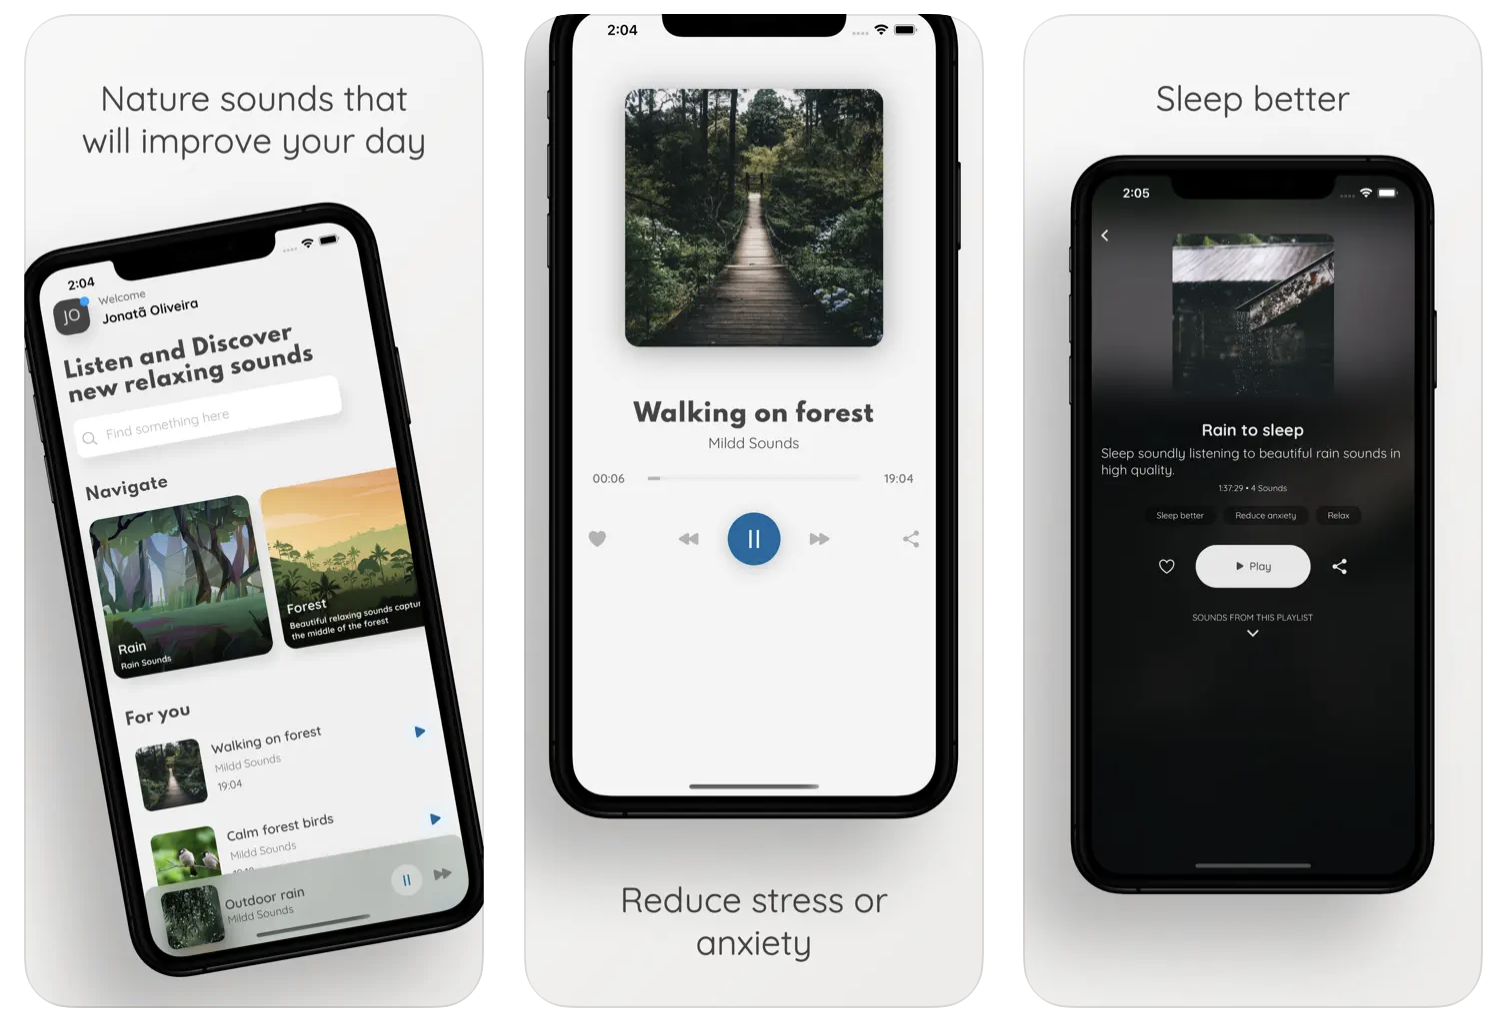 Nature sounds that
will improve your day
2:04
JO
Welcome
Jonatã Oliveira
Listen and Discover
new relaxing sounds
Find something here
Navigate
Rain
Rain Sounds
Forest
Beautiful relaxing sounds captur
the middle of the forest
For you
Walking on forest
Mildd Sounds
19:04
Calm forest birds
Mildd Sounds
Outdoor rain
Mildd Sounds
2:04
Walking on forest
Mildd Sounds
00:06
19:04
Reduce stress or
anxiety
Sleep better
2:05
Rain to sleep
Sleep soundly listening to beautiful rain sounds in
high quality.
1:37:29 • 4 Sounds
Sleep better
Reduce anxiety
Relax
Play
SOUNDS FROM THIS PLAYLIST